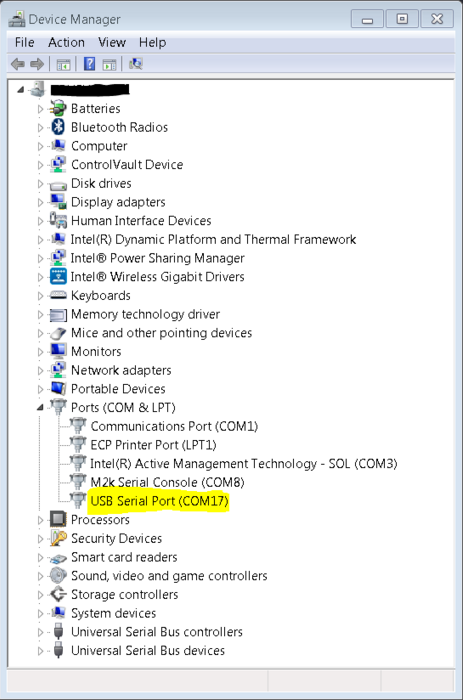 Device Manager
File Action View Help
Batteries
Bluetooth Radios
Computer
ControlVault Device
Disk drives
Display adapters
Human Interface Devices
Intel(R) Dynamic Platform and Thermal Framework
Intel® Power Sharing Manager
Intel® Wireless Gigabit Drivers
Keyboards
Memory technology driver
Mice and other pointing devices
Monitors
Network adapters
Portable Devices
Ports (COM & LPT)
Communications Port (COM1)
ECP Printer Port (LPT1)
Intel(R) Active Management Technology - SOL (COM3)
M2k Serial Console (COM8)
USB Serial Port (COM17)
Processors
Security Devices
Smart card readers
Sound, video and game controllers
Storage controllers
System devices
Universal Serial Bus controllers
Universal Serial Bus devices